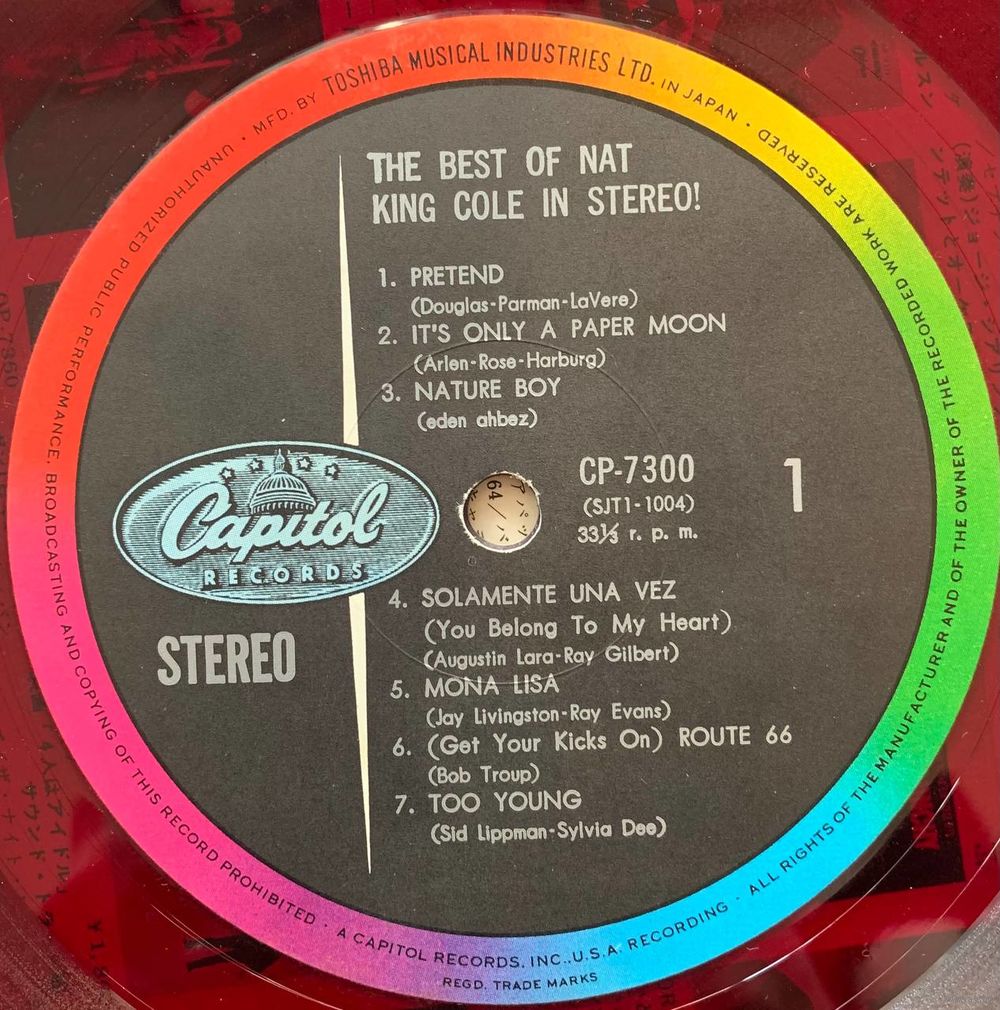 MFD. BY TOSHIBA MUSICAL INDUSTRIES LTD. IN JAPAN •
ALL RIGHTS OF THE MANUFACTURER AND OF THE OWNER OF THE RECORDED WORK ARE RESERVED
UNAUTHORIZED PUBLIC PERFORMANCE, BROADCASTING AND COPYING OF THIS RECORD PROHIBITED •
A CAPITOL RECORDS, INC., U.S.A. RECORDING •
REGD. TRADE MARKS
THE BEST OF NAT
KING COLE IN STEREO!
1. PRETEND
(Douglas-Parman-LaVere)
2. IT'S ONLY A PAPER MOON
(Arlen-Rose-Harburg)
3. NATURE BOY
(eden ahbez)
CP-7300
(SJT1-1004)
33⅓ r. p. m.
1
Capitol
RECORDS
STEREO
4. SOLAMENTE UNA VEZ
(You Belong To My Heart)
(Augustin Lara-Ray Gilbert)
5. MONA LISA
(Jay Livingston-Ray Evans)
6. (Get Your Kicks On) ROUTE 66
(Bob Troup)
7. TOO YOUNG
(Sid Lippman-Sylvia Dee)